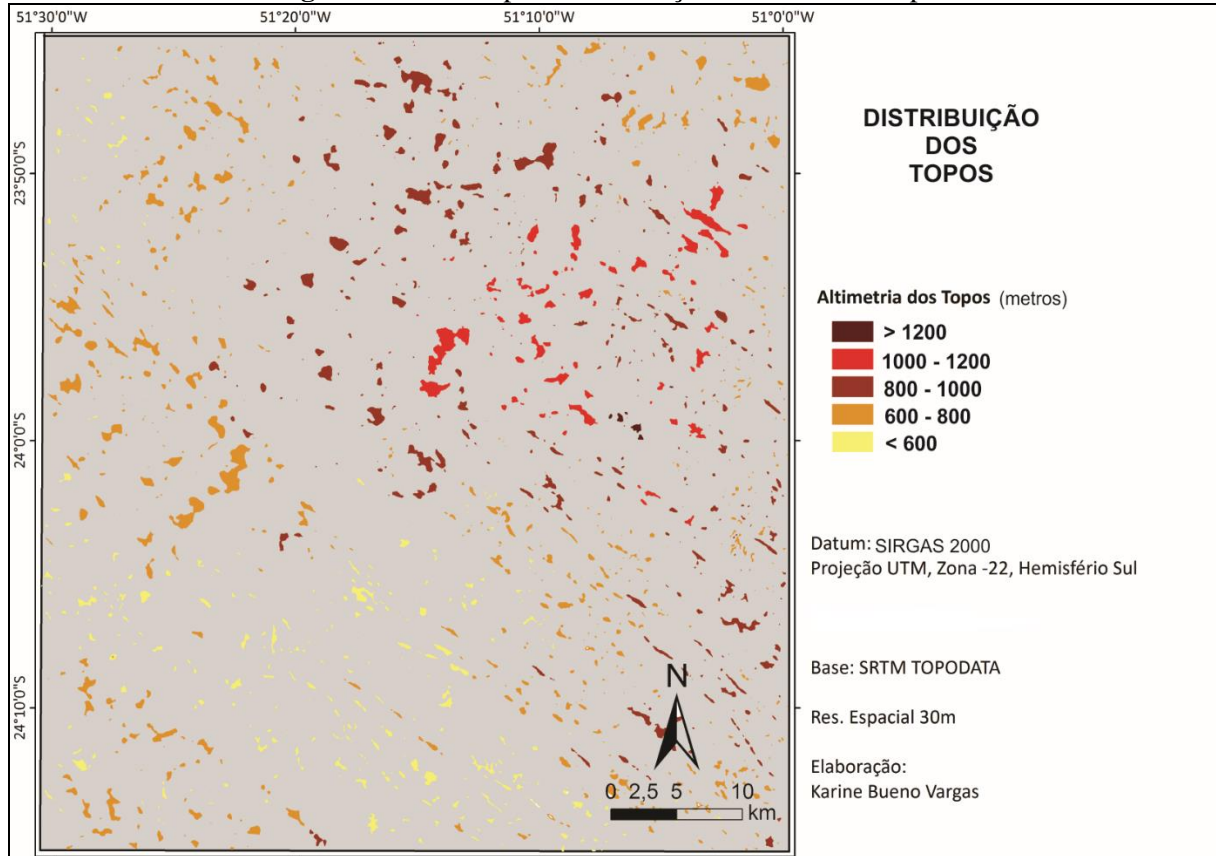 51°30'0"W 51°20'0"W 51°10'0"W 51°0'0"W
23°50'0"S
24°0'0"S
24°10'0"S
N
0 2,5 5 10
km
DISTRIBUIÇÃO
DOS
TOPOS
Altimetria dos Topos (metros)
> 1200
1000 - 1200
800 - 1000
600 - 800
< 600
Datum: SIRGAS 2000
Projeção UTM, Zona -22, Hemisfério Sul
Base: SRTM TOPODATA
Res. Espacial 30m
Elaboração:
Karine Bueno Vargas